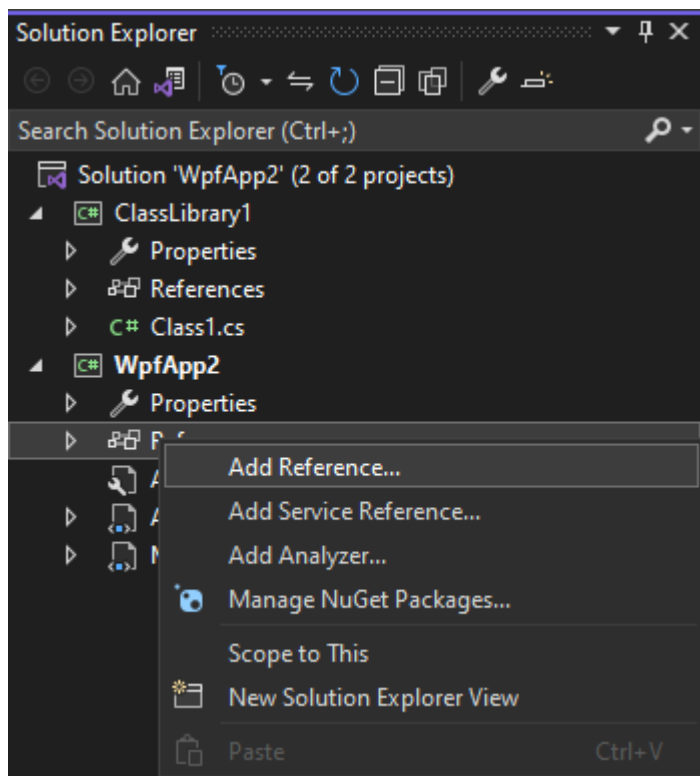 Solution Explorer
Search Solution Explorer (Ctrl+;)
Solution 'WpfApp2' (2 of 2 projects)
C# ClassLibrary1
Properties
References
C# Class1.cs
C# WpfApp2
Properties
Add Reference...
Add Service Reference...
Add Analyzer...
Manage NuGet Packages...
Scope to This
New Solution Explorer View
Paste Ctrl+V